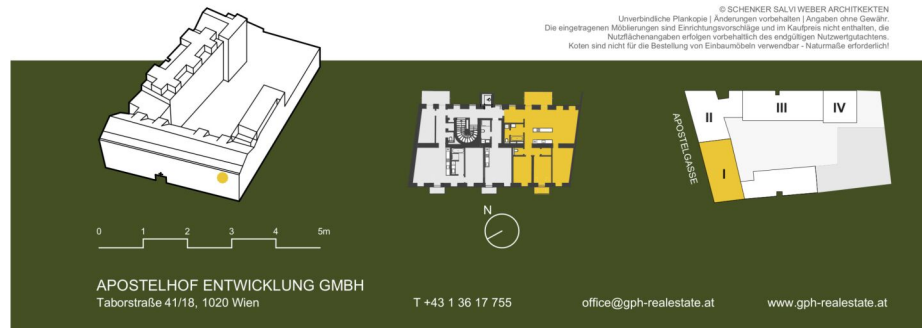 © SCHENKER SALVI WEBER ARCHITKEKTEN
Unverbindliche Plankopie | Änderungen vorbehalten | Angaben ohne Gewähr.
Die eingetragenen Möblierungen sind Einrichtungsvorschläge und im Kaufpreis nicht enthalten, die
Nutzflächenangaben erfolgen vorbehaltlich des endgültigen Nutzwertgutachtens.
Koten sind nicht für die Bestellung von Einbaumöbeln verwendbar - Naturmaße erforderlich!
II
III
IV
APOSTELGASSE
I
N
0 1 2 3 4 5m
APOSTELHOF ENTWICKLUNG GMBH
Taborstraße 41/18, 1020 Wien
T +43 1 36 17 755
office@gph-realestate.at
www.gph-realestate.at